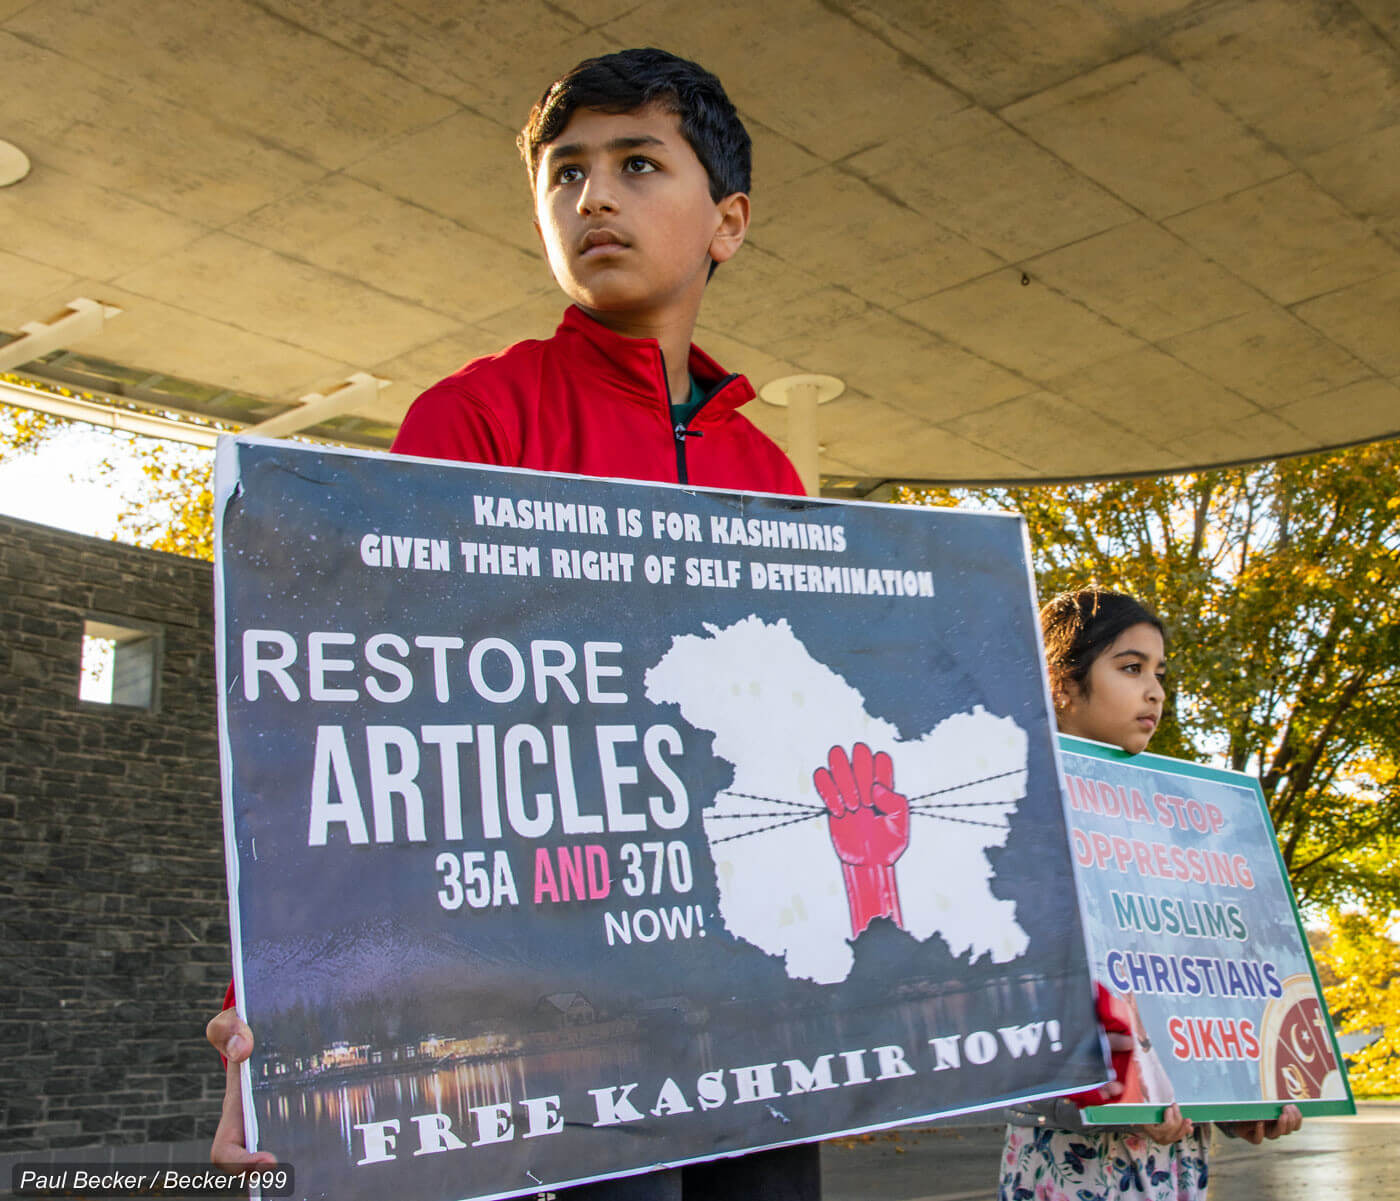 KASHMIR IS FOR KASHMIRIS
GIVEN THEM RIGHT OF SELF DETERMINATION
RESTORE
ARTICLES
35A AND 370
NOW!
FREE KASHMIR NOW!
INDIA STOP
OPPRESSING
MUSLIMS
CHRISTIANS
SIKHS
Paul Becker / Becker1999